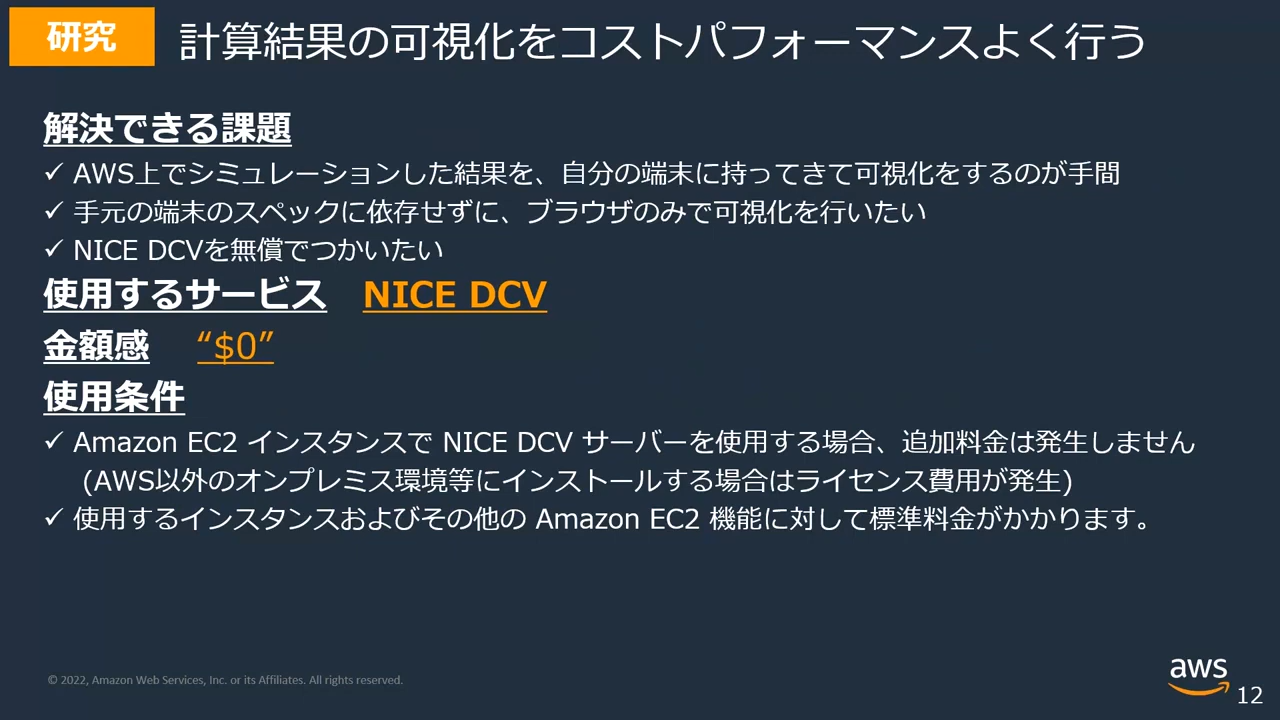 研究
計算結果の可視化をコストパフォーマンスよく行う
解決できる課題
✓ AWS上でシミュレーションした結果を、自分の端末に持ってきて可視化をするのが手間
✓ 手元の端末のスペックに依存せずに、ブラウザのみで可視化を行いたい
✓ NICE DCVを無償でつかいたい
使用するサービス NICE DCV
金額感 “$0”
使用条件
✓ Amazon EC2 インスタンスで NICE DCV サーバーを使用する場合、追加料金は発生しません
(AWS以外のオンプレミス環境等にインストールする場合はライセンス費用が発生)
✓ 使用するインスタンスおよびその他の Amazon EC2 機能に対して標準料金がかかります。
© 2022, Amazon Web Services, Inc. or its Affiliates. All rights reserved.
aws
12